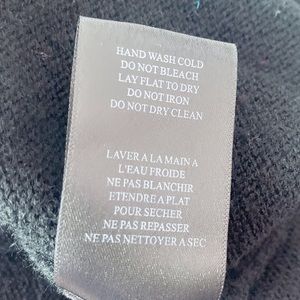 HAND WASH COLD
DO NOT BLEACH
LAY FLAT TO DRY
DO NOT IRON
DO NOT DRY CLEAN
LAVER A LA MAIN A
L'EAU FROIDE
NE PAS BLANCHIR
ETENDRE A PLAT
POUR SECHER
NE PAS REPASSER
NE PAS NETTOYER A SEC